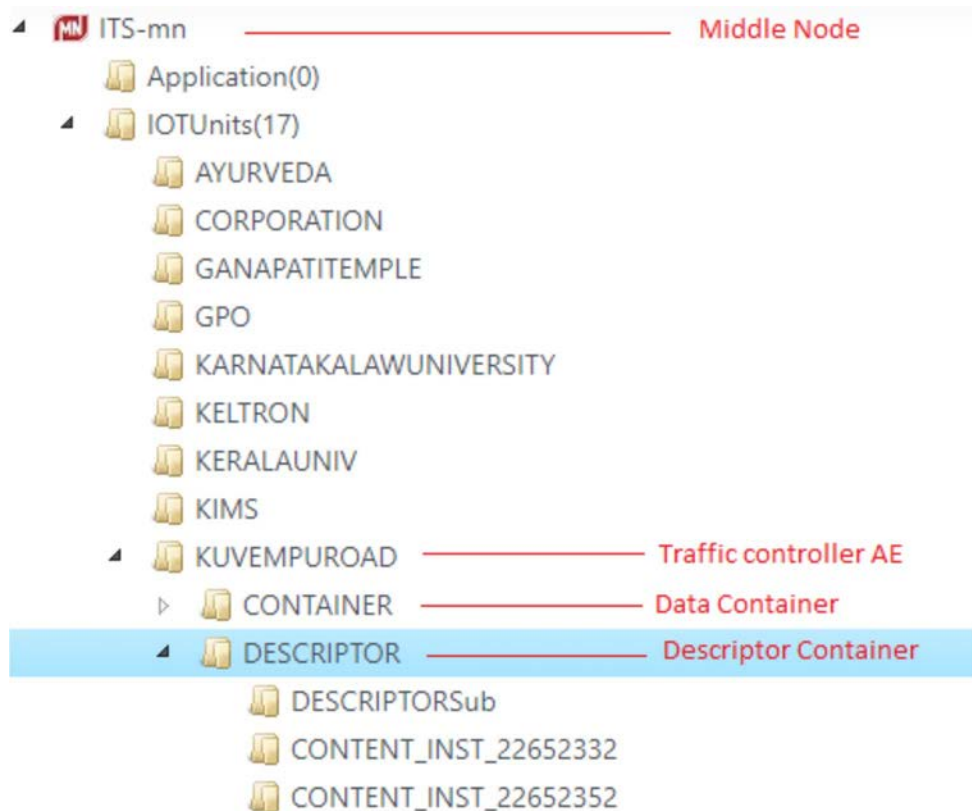 MN ITS-mn Middle Node
Application(0)
IOTUnits(17)
AYURVEDA
CORPORATION
GANAPATITEMPLE
GPO
KARNATAKALAWUNIVERSITY
KELTRON
KERALAUNIV
KIMS
KUVEMPUROAD Traffic controller AE
CONTAINER Data Container
DESCRIPTOR Descriptor Container
DESCRIPTORSub
CONTENT_INST_22652332
CONTENT_INST_22652352